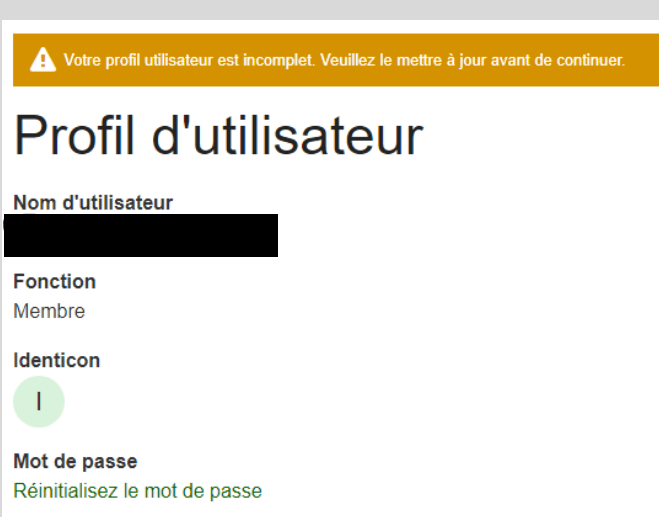 Votre profil utilisateur est incomplet. Veuillez le mettre à jour avant de continuer.
Profil d'utilisateur
Nom d'utilisateur
Fonction
Membre
Identicon
I
Mot de passe
Réinitialisez le mot de passe